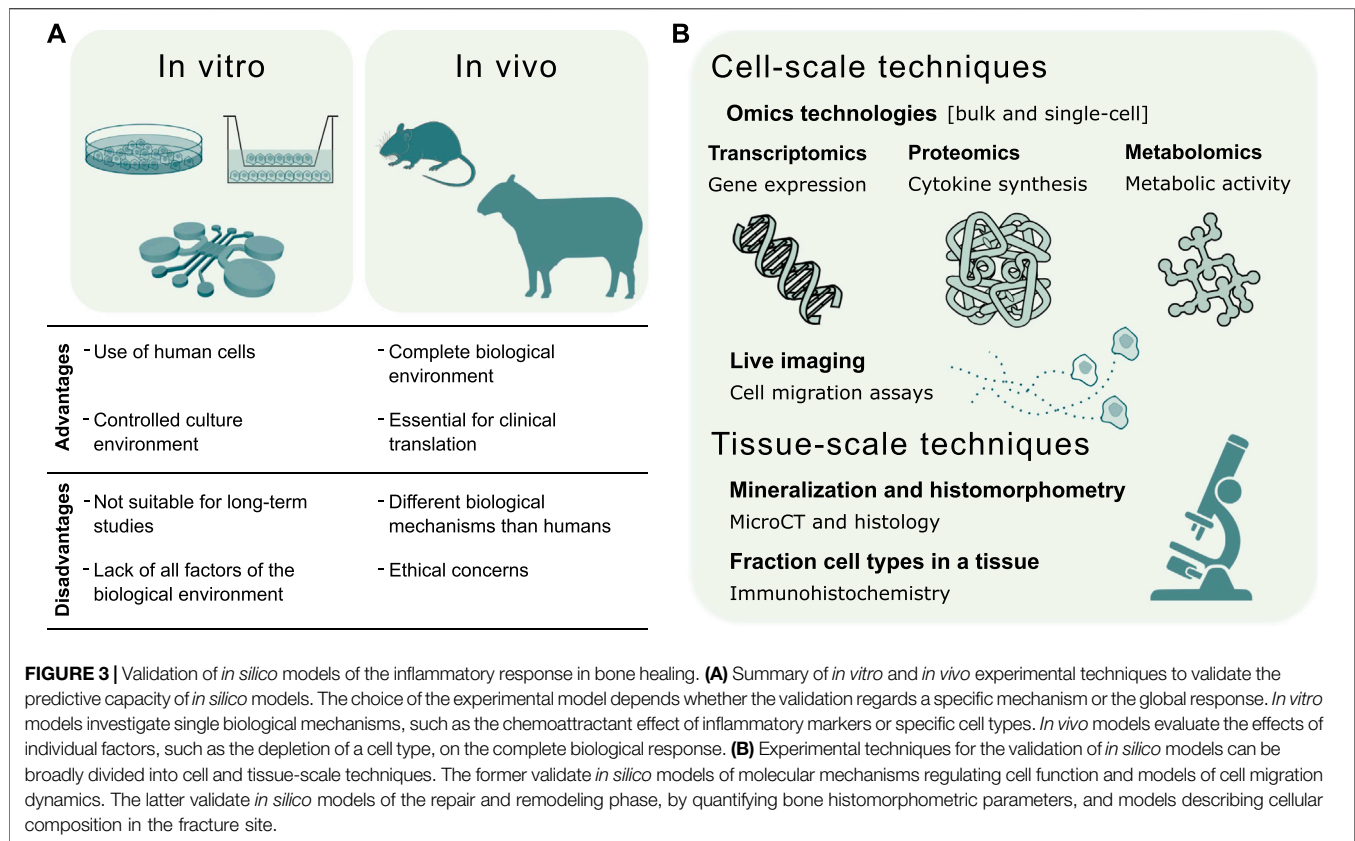 A
In vitro
In vivo
Advantages
- Use of human cells
- Controlled culture
environment
- Complete biological
environment
- Essential for clinical
translation
Disadvantages
- Not suitable for long-term
studies
- Lack of all factors of the
biological environment
- Different biological
mechanisms than humans
- Ethical concerns
B
Cell-scale techniques
Omics technologies [bulk and single-cell]
Transcriptomics
Gene expression
Proteomics
Cytokine synthesis
Metabolomics
Metabolic activity
Live imaging
Cell migration assays
Tissue-scale techniques
Mineralization and histomorphometry
MicroCT and histology
Fraction cell types in a tissue
Immunohistochemistry
FIGURE 3 | Validation of in silico models of the inflammatory response in bone healing. (A) Summary of in vitro and in vivo experimental techniques to validate the
predictive capacity of in silico models. The choice of the experimental model depends whether the validation regards a specific mechanism or the global response. In vitro
models investigate single biological mechanisms, such as the chemoattractant effect of inflammatory markers or specific cell types. In vivo models evaluate the effects of
individual factors, such as the depletion of a cell type, on the complete biological response. (B) Experimental techniques for the validation of in silico models can be
broadly divided into cell and tissue-scale techniques. The former validate in silico models of molecular mechanisms regulating cell function and models of cell migration
dynamics. The latter validate in silico models of the repair and remodeling phase, by quantifying bone histomorphometric parameters, and models describing cellular
composition in the fracture site.